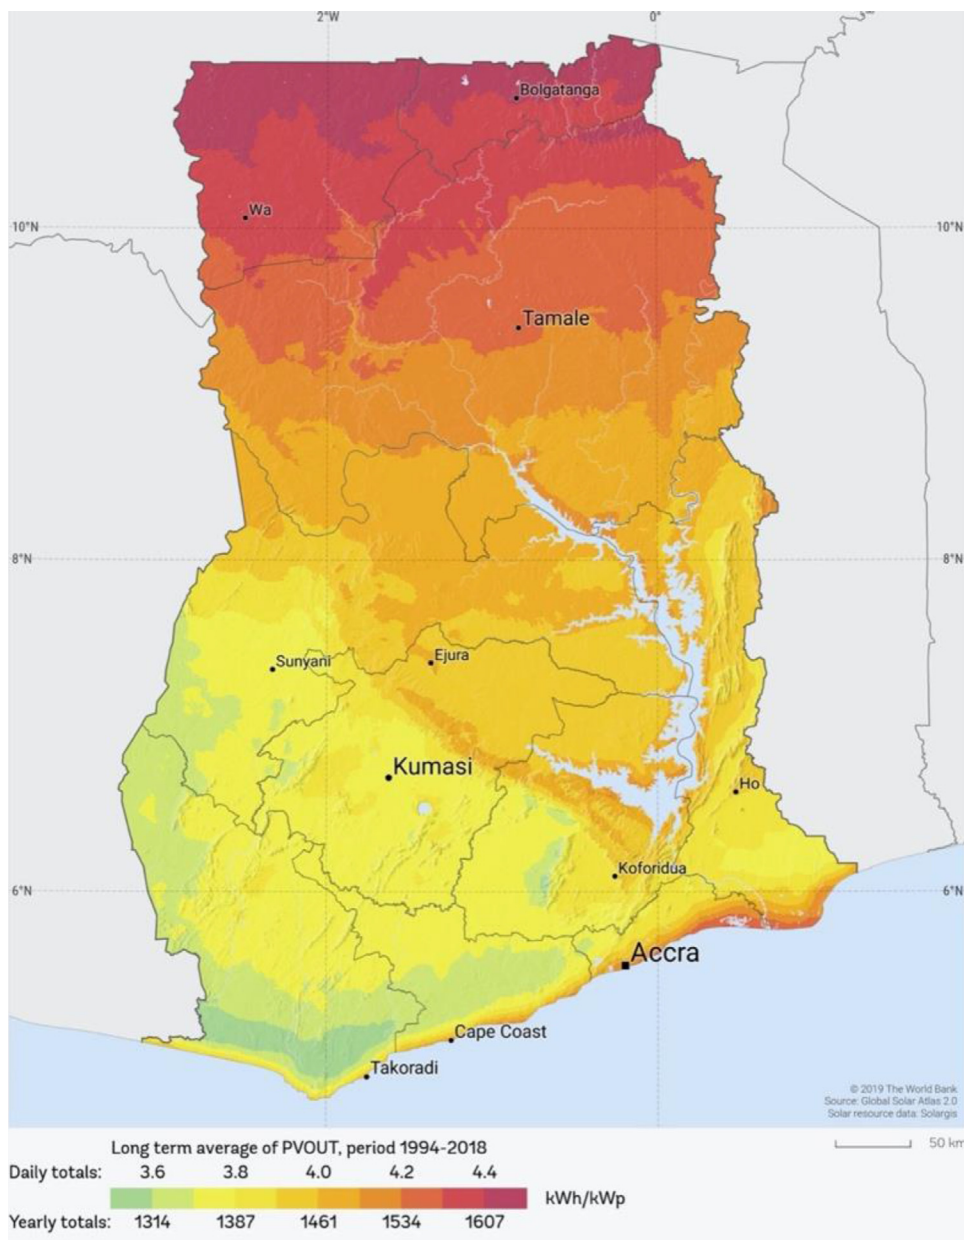 2°W 0°
Bolgatanga
Wa
10°N 10°N
Tamale
8°N 8°N
Sunyani
Ejura
Kumasi
Ho
Koforidua
6°N 6°N
Accra
Cape Coast
Takoradi
© 2019 The World Bank
Source: Global Solar Atlas 2.0
Solar resource data: Solargis
Long term average of PVOUT, period 1994-2018
50 km
Daily totals: 3.6 3.8 4.0 4.2 4.4
kWh/kWp
Yearly totals: 1314 1387 1461 1534 1607